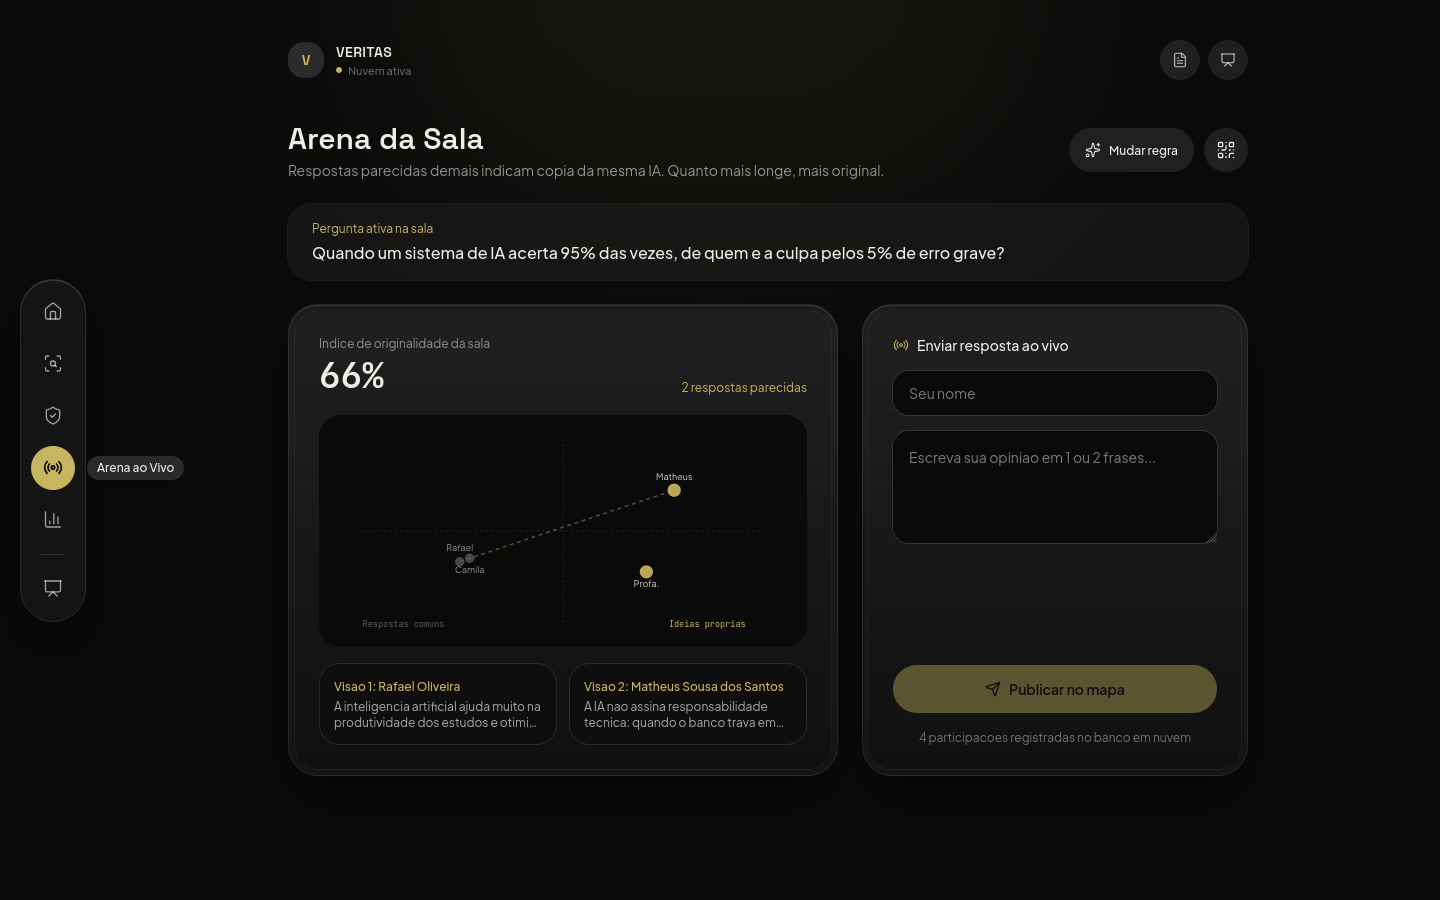 V
VERITAS
Nuvem ativa
Arena da Sala
Respostas parecidas demais indicam copia da mesma IA. Quanto mais longe, mais original.
Mudar regra
Pergunta ativa na sala
Quando um sistema de IA acerta 95% das vezes, de quem e a culpa pelos 5% de erro grave?
Arena ao Vivo
Indice de originalidade da sala
66%
2 respostas parecidas
Matheus
Rafael
Camila
Profa.
Respostas comuns
Ideias proprias
Visao 1: Rafael Oliveira
A inteligencia artificial ajuda muito na
produtividade dos estudos e otimi...
Visao 2: Matheus Sousa dos Santos
A IA nao assina responsabilidade
tecnica: quando o banco trava em...
Enviar resposta ao vivo
Seu nome
Escreva sua opiniao em 1 ou 2 frases...
Publicar no mapa
4 participacoes registradas no banco em nuvem